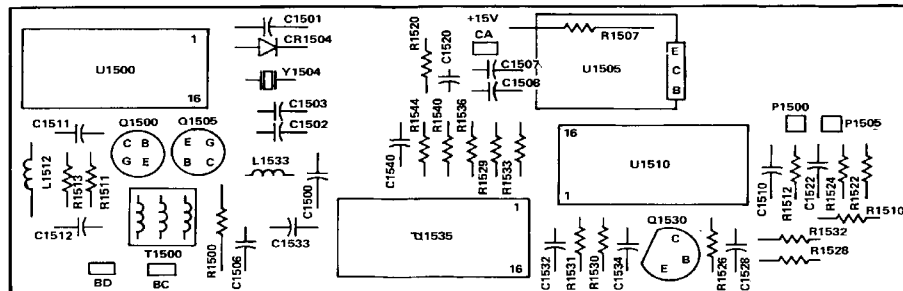 C1501
+15V
R1520
C1520
CA
R1507
1
CR1504
U1500
C1507
U1505
E
C
B
Y1504
C1508
16
C1503
R1544
R1540
R1536
P1500
P1505
C1511
Q1500
Q1505
C1502
16
C B
G E
E G
B C
L1512
R1513
R1511
L1533
C1540
R1529
R1533
U1510
C1500
C1510
R1512
C1522
R1524
R1522
1
R1510
1
Q1530
C1512
C1533
U1535
C
B
E
R1532
T1500
R1500
C1506
16
C1532
R1531
R1530
C1534
R1526
C1528
R1528
BD
BC